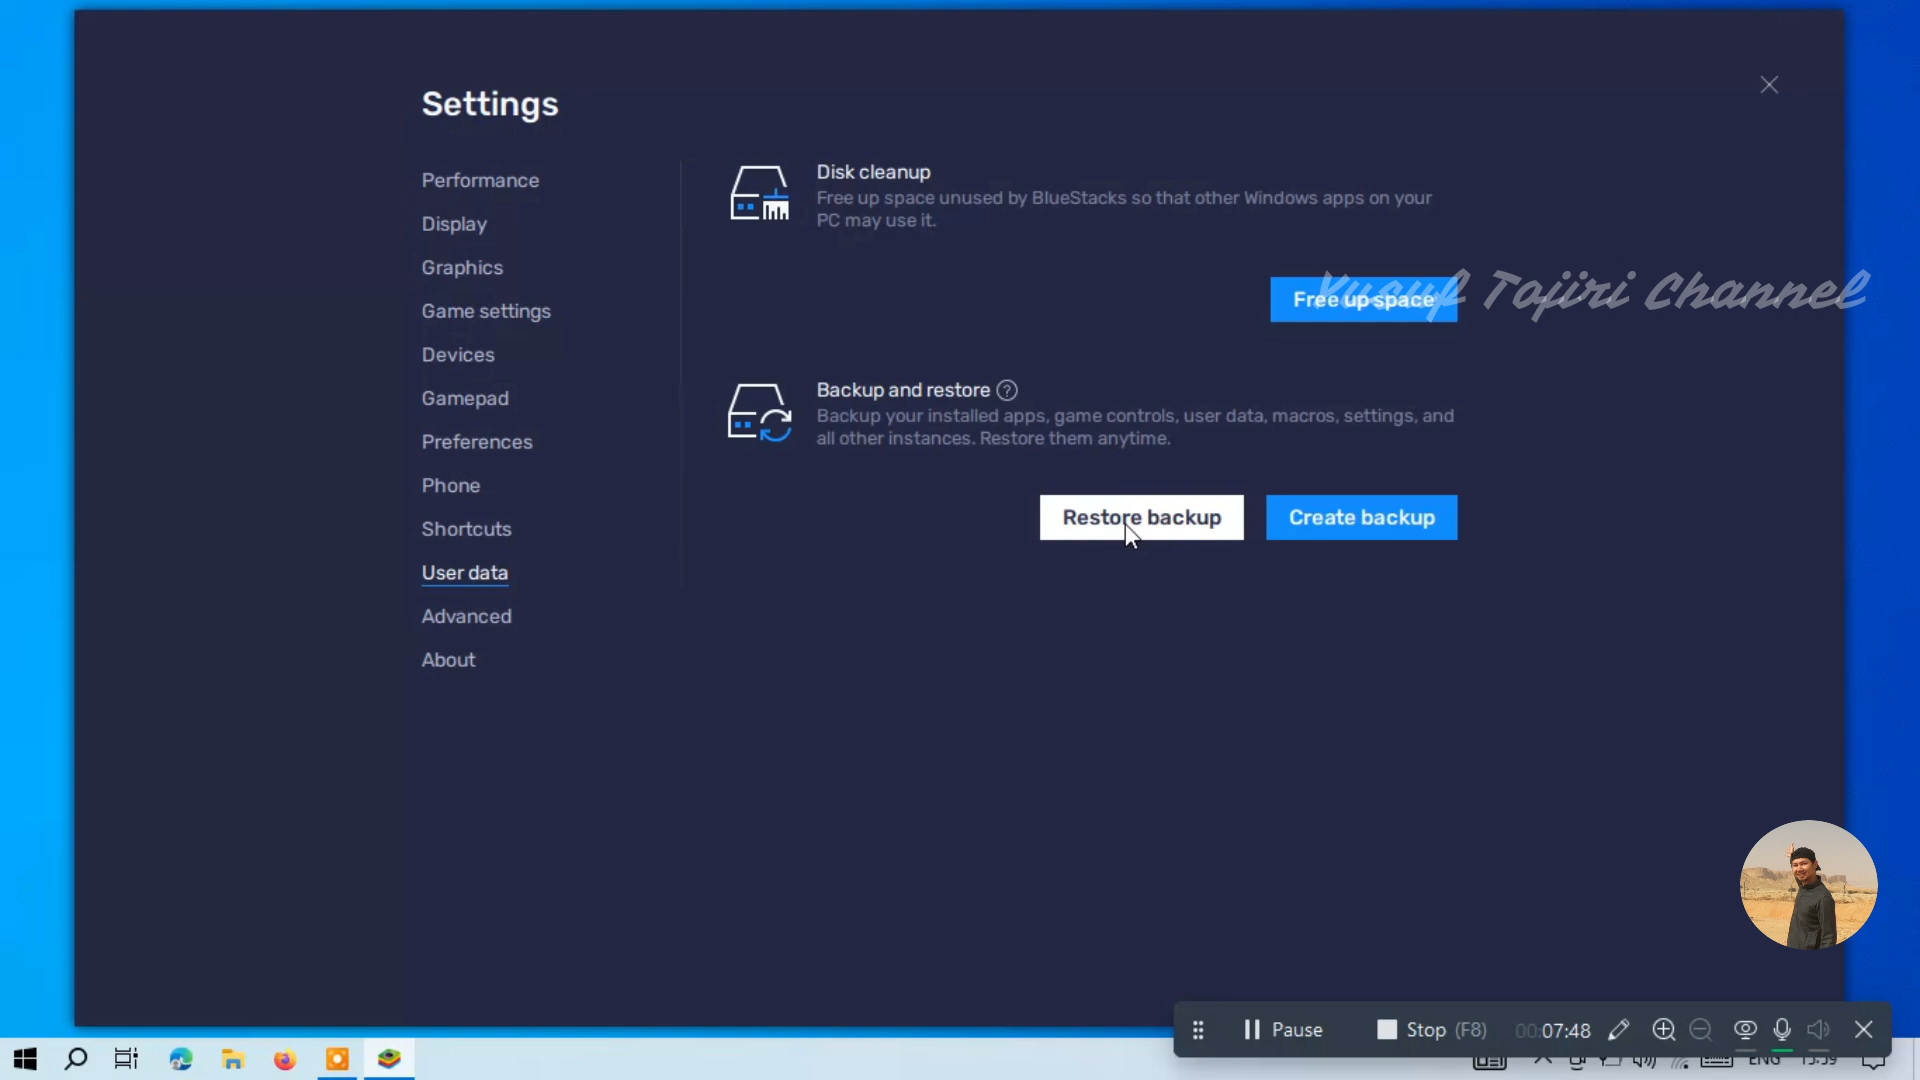 Settings
Performance
Display
Graphics
Game settings
Devices
Gamepad
Preferences
Phone
Shortcuts
User data
Advanced
About
Disk cleanup
Free up space unused by BlueStacks so that other Windows apps on your
PC may use it.
Free up space
Yusuf Tojiri Channel
Backup and restore ?
Backup your installed apps, game controls, user data, macros, settings, and
all other instances. Restore them anytime.
Restore backup
Create backup
Pause
Stop (F8)
00:07:48
ENG